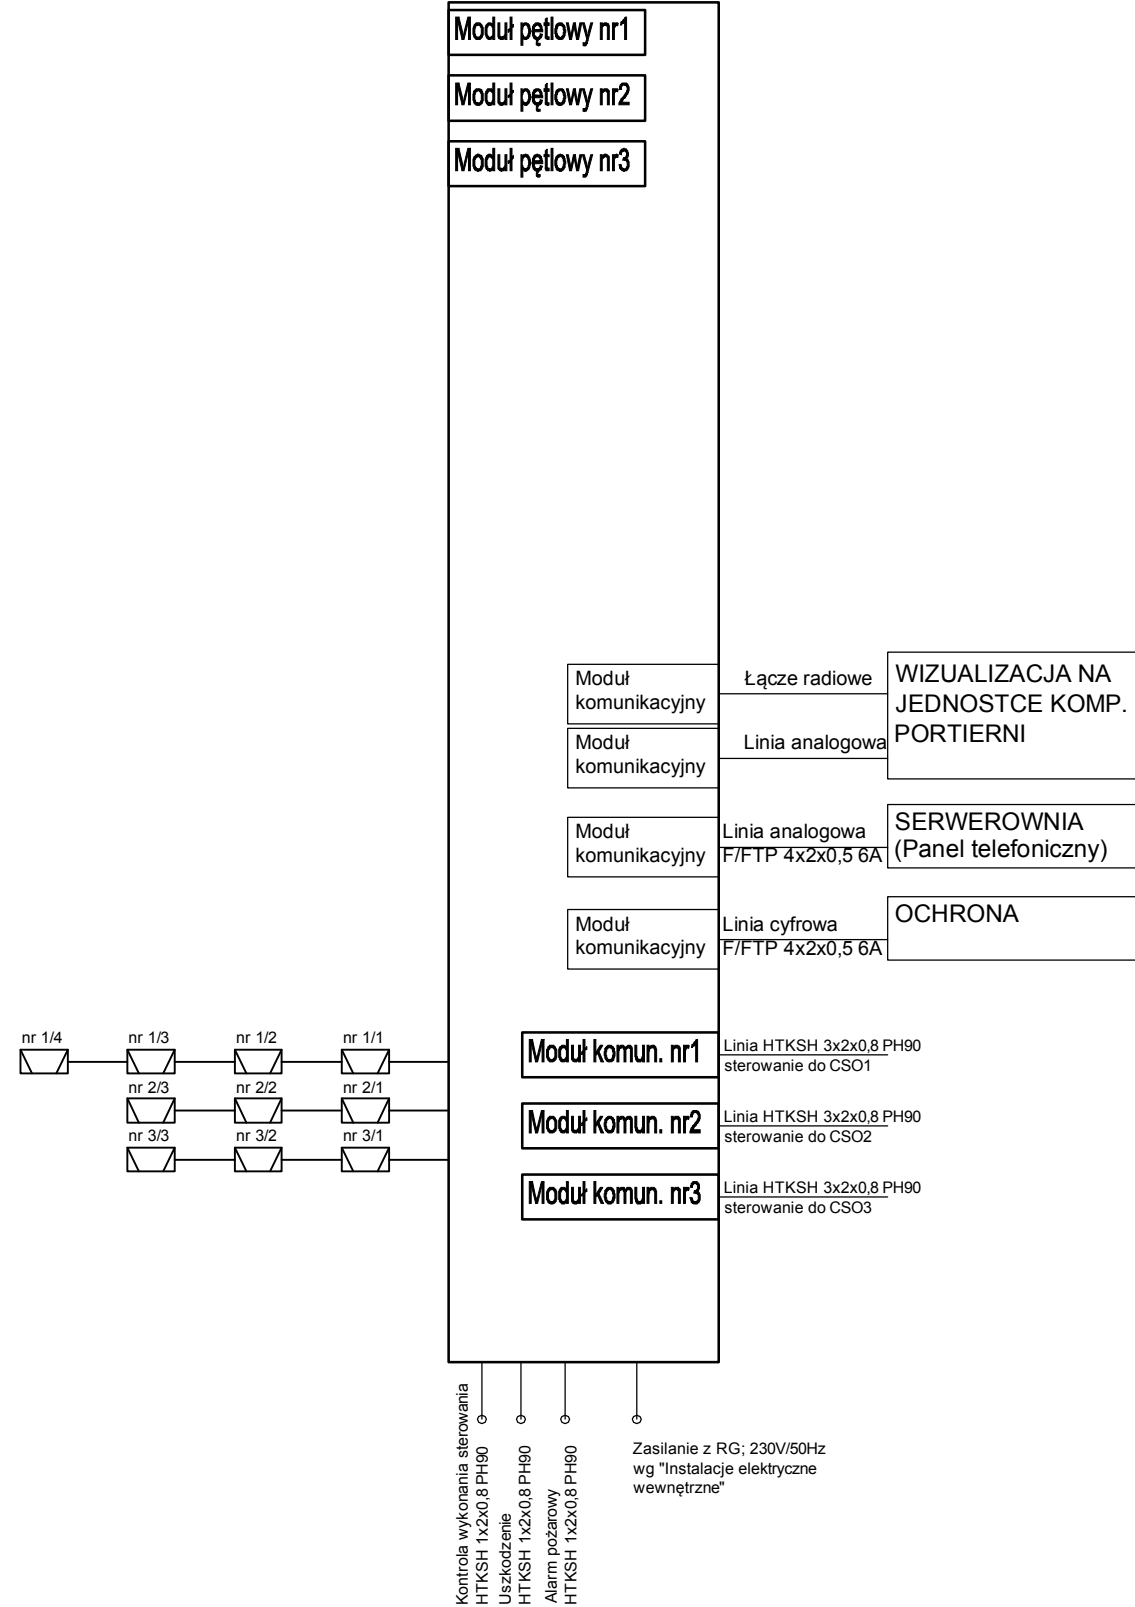 Moduł pętlowy nr1
Moduł pętlowy nr2
Moduł pętlowy nr3
Moduł
komunikacyjny
Łącze radiowe
WIZUALIZACJA NA
JEDNOSTCE KOMP.
PORTIERNI
Moduł
komunikacyjny
Linia analogowa
Moduł
komunikacyjny
Linia analogowa
F/FTP 4x2x0,5 6A
SERWEROWNIA
(Panel telefoniczny)
Moduł
komunikacyjny
Linia cyfrowa
F/FTP 4x2x0,5 6A
OCHRONA
nr 1/4
nr 1/3
nr 1/2
nr 1/1
nr 2/3
nr 2/2
nr 2/1
nr 3/3
nr 3/2
nr 3/1
Moduł komun. nr1
Linia HTKSH 3x2x0,8 PH90
sterowanie do CSO1
Moduł komun. nr2
Linia HTKSH 3x2x0,8 PH90
sterowanie do CSO2
Moduł komun. nr3
Linia HTKSH 3x2x0,8 PH90
sterowanie do CSO3
Kontrola wykonania sterowania
HTKSH 1x2x0,8 PH90
Uszkodzenie
HTKSH 1x2x0,8 PH90
Alarm pożarowy
HTKSH 1x2x0,8 PH90
Zasilanie z RG; 230V/50Hz
wg "Instalacje elektryczne
wewnętrzne"